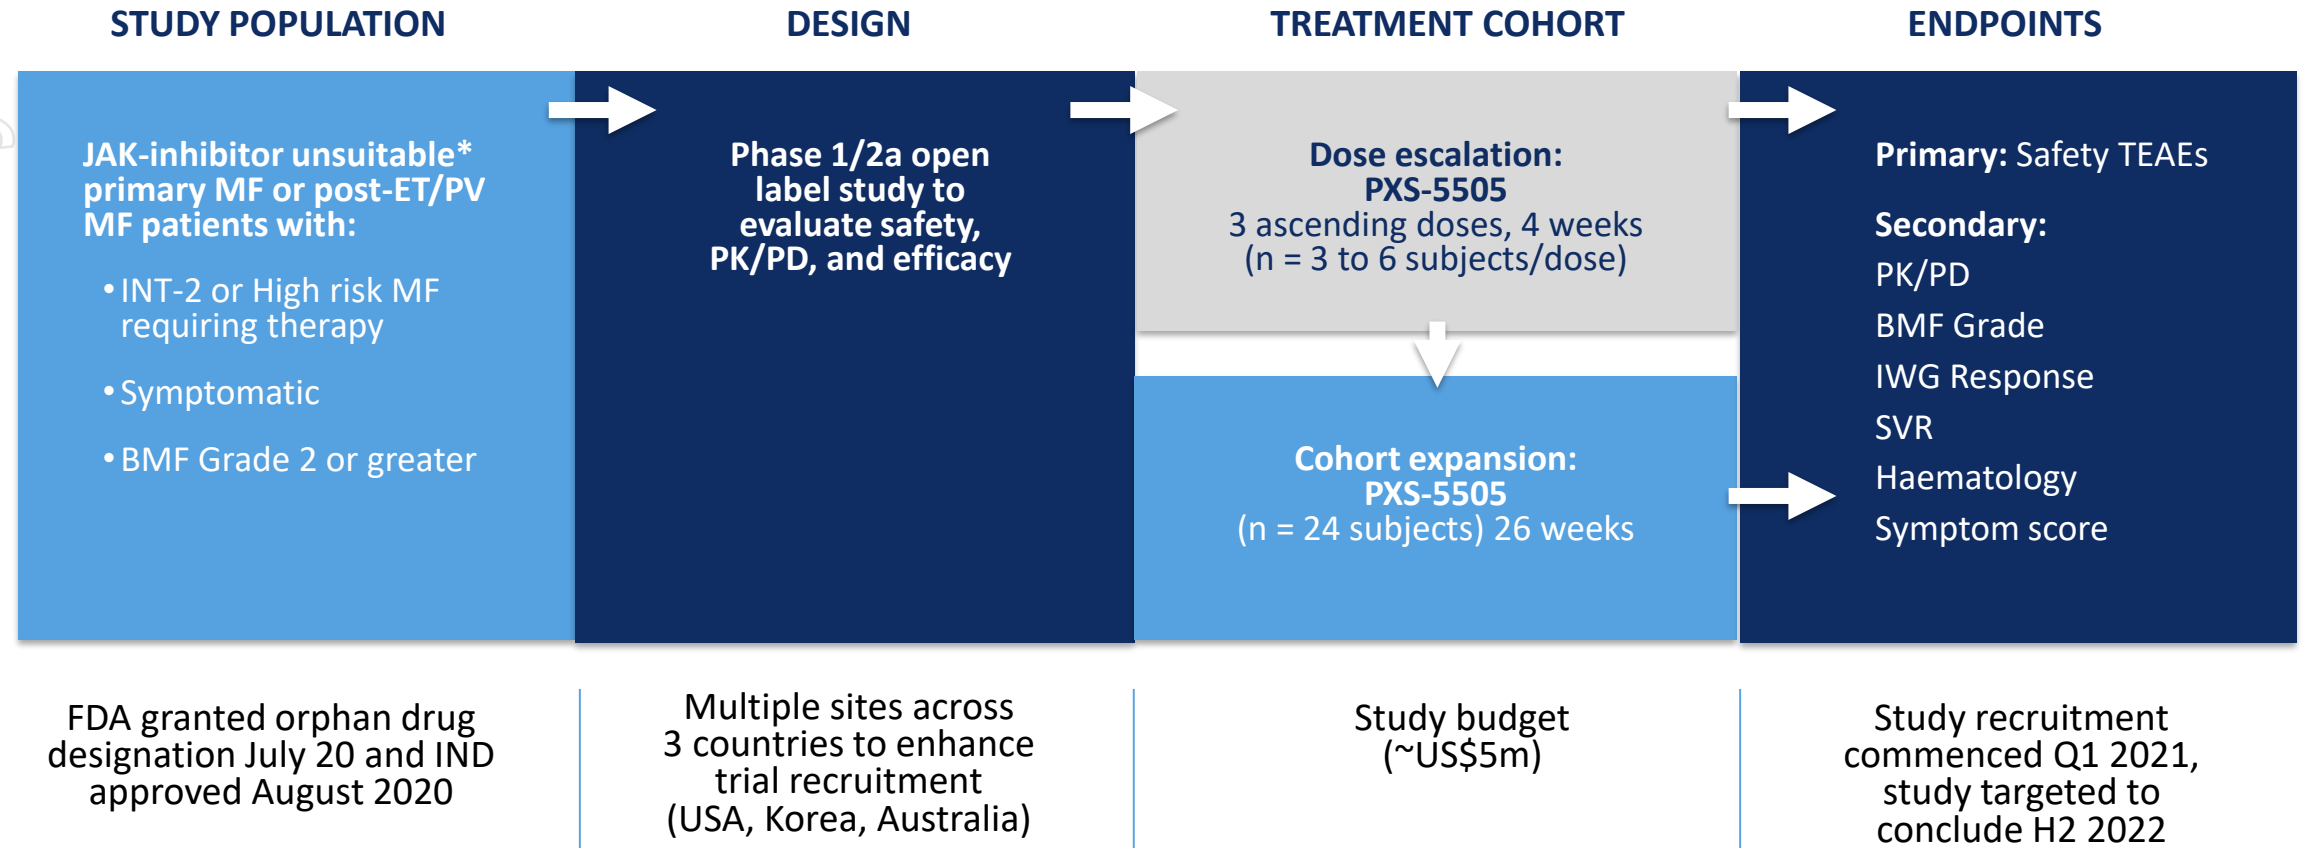 STUDY POPULATION
DESIGN
TREATMENT COHORT
ENDPOINTS
JAK-inhibitor unsuitable*
primary MF or post-ET/PV
MF patients with:
• INT-2 or High risk MF
requiring therapy
• Symptomatic
• BMF Grade 2 or greater
Phase 1/2a open
label study to
evaluate safety,
PK/PD, and efficacy
Dose escalation:
PXS-5505
3 ascending doses, 4 weeks
(n = 3 to 6 subjects/dose)
Cohort expansion:
PXS-5505
(n = 24 subjects) 26 weeks
Primary: Safety TEAEs
Secondary:
PK/PD
BMF Grade
IWG Response
SVR
Haematology
Symptom score
FDA granted orphan drug
designation July 20 and IND
approved August 2020
Multiple sites across
3 countries to enhance
trial recruitment
(USA, Korea, Australia)
Study budget
(~US$5m)
Study recruitment
commenced Q1 2021,
study targeted to
conclude H2 2022